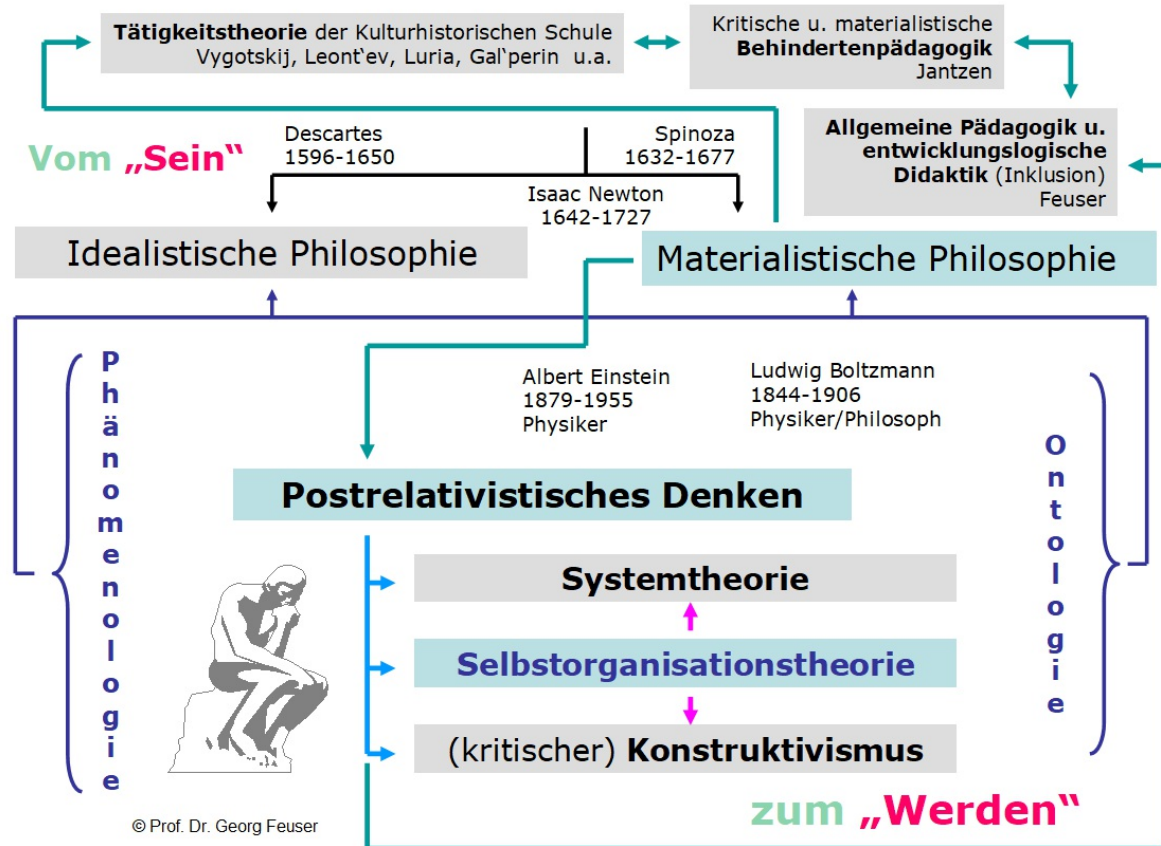 Tätigkeitstheorie der Kulturhistorischen Schule
Vygotskij, Leont‘ev, Luria, Gal‘perin u.a.
Kritische u. materialistische
Behindertenpädagogik
Jantzen
Allgemeine Pädagogik u.
entwicklungslogische
Didaktik (Inklusion)
Feuser
Vom „Sein“
Descartes
1596-1650
Spinoza
1632-1677
Isaac Newton
1642-1727
Idealistische Philosophie
Materialistische Philosophie
Phänomennologie
Albert Einstein
1879-1955
Physiker
Ludwig Boltzmann
1844-1906
Physiker/Philosoph
Ontologie
Postrelativistisches Denken
Systemtheorie
Selbstorganisationstheorie
(kritischer) Konstruktivismus
zum „Werden“
© Prof. Dr. Georg Feuser